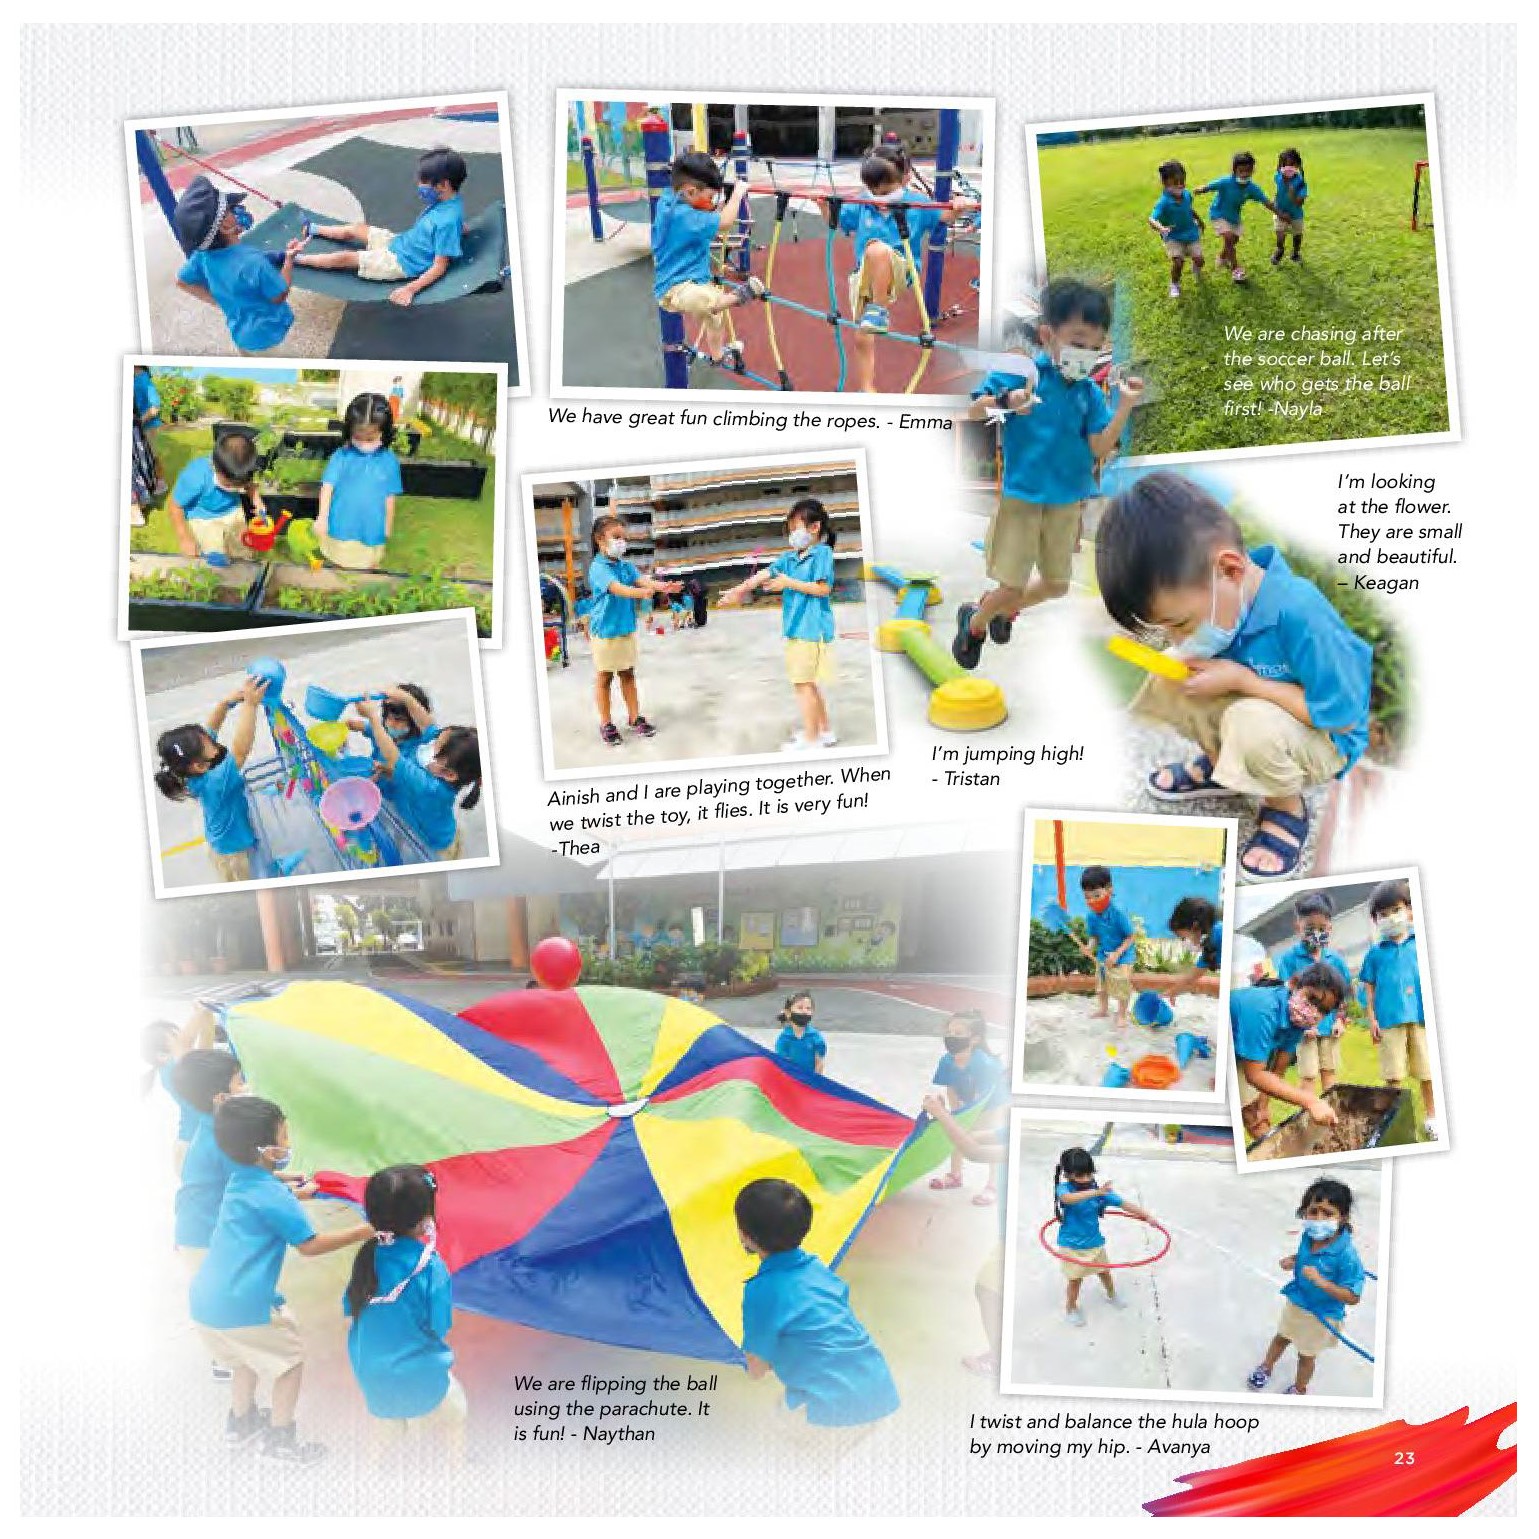 We have great fun climbing the ropes. - Emma
We are chasing after
the soccer ball. Let's
see who gets the ball
first! -Nayla
I'm looking
at the flower.
They are small
and beautiful.
– Keagan
I'm jumping high!
- Tristan
Ainish and I are playing together. When
we twist the toy, it flies. It is very fun!
-Thea
We are flipping the ball
using the parachute. It
is fun! - Naythan
I twist and balance the hula hoop
by moving my hip. - Avanya
23